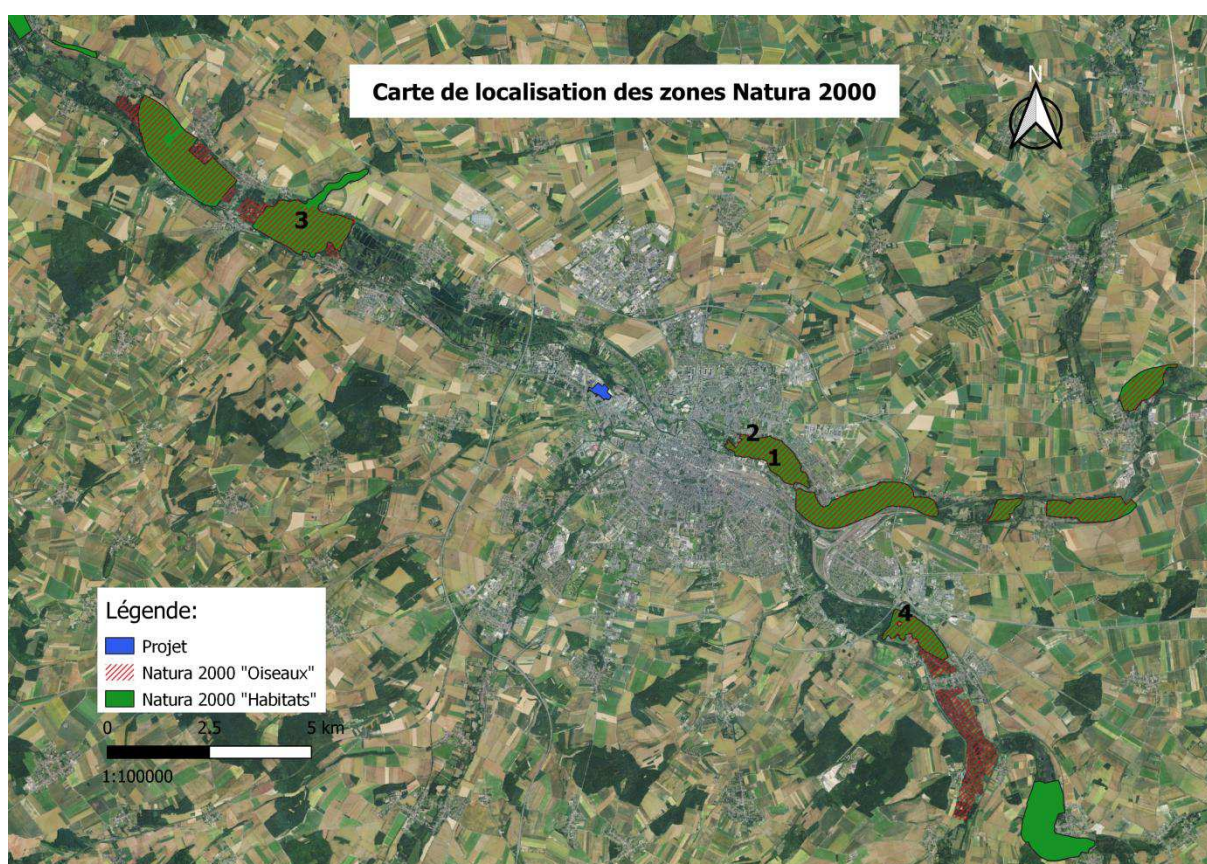 Carte de localisation des zones Natura 2000
N
3
2
1
4
Légende:
Projet
Natura 2000 "Oiseaux"
Natura 2000 "Habitats"
0 2.5 5 km
1:100000